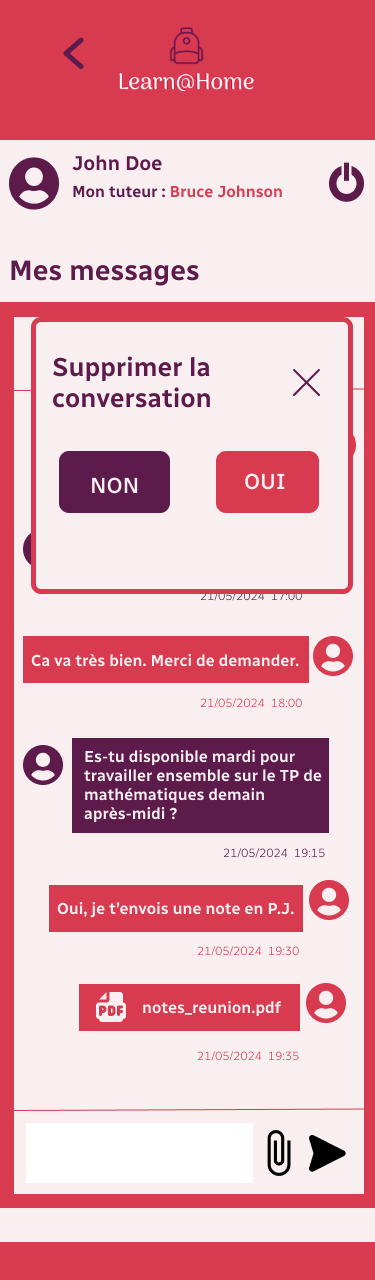 Learn@Home
John Doe
Mon tuteur : Bruce Johnson
Mes messages
Supprimer la
conversation
NON
OUI
21/05/2024 17:00
Ca va très bien. Merci de demander.
21/05/2024 18:00
Es-tu disponible mardi pour
travailler ensemble sur le TP de
mathématiques demain
après-midi ?
21/05/2024 19:15
Oui, je t'envois une note en P.J.
21/05/2024 19:30
PDF
notes_reunion.pdf
21/05/2024 19:35